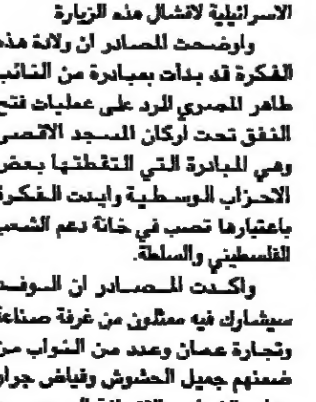 الاسرائيلية لافشال هذه الزيارة
واوضحت المصادر ان ولادة هذه
الفكرة قد بدأت بمبادرة من النائب
طاهر المصري للرد على عمليات فتح
النفق تحت اركان المسجد الاقصى
وهي المبادرة التي التقطتها بعض
الاحزاب الوسطية وايدت الفكرة
باعتبارها تصب في خانة دعم الشعب
الفلسطيني والسلطة.
واكدت المصادر ان الوفد
سيشارك فيه ممثلون من غرفة صناعة
وتجارة عمان وعدد من النواب من
ضمنهم جميل الحشوش وفياض جرار